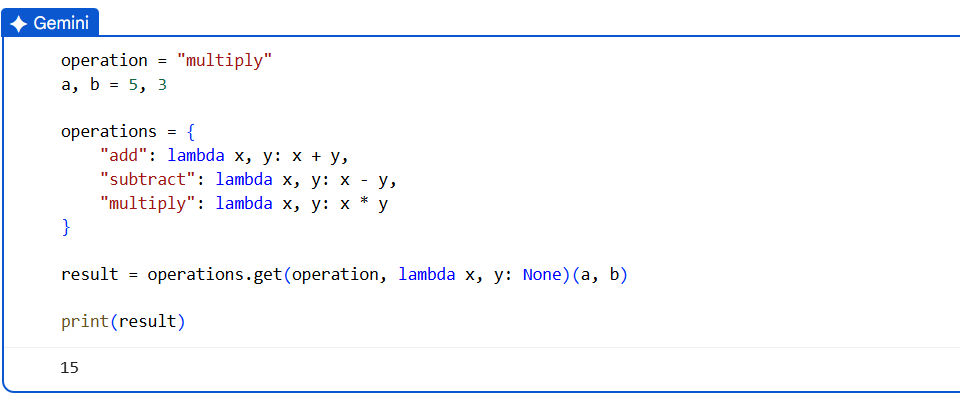 Gemini
operation = "multiply"
a, b = 5, 3
operations = {
"add": lambda x, y: x + y,
"subtract": lambda x, y: x - y,
"multiply": lambda x, y: x * y
}
result = operations.get(operation, lambda x, y: None)(a, b)
print(result)
15